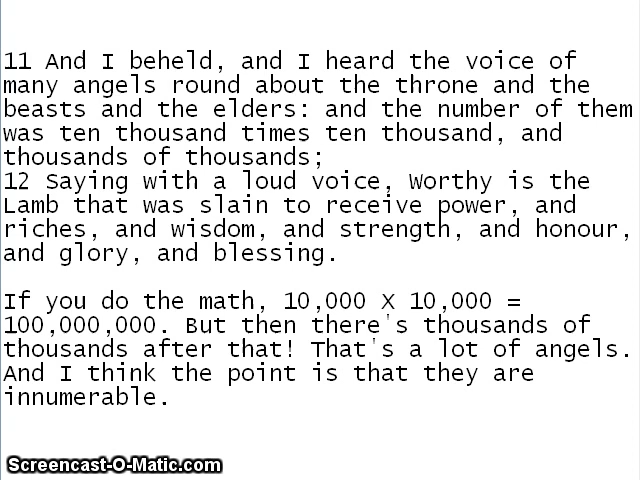 11 And I beheld, and I heard the voice of
many angels round about the throne and the
beasts and the elders: and the number of them
was ten thousand times ten thousand, and
thousands of thousands;
12 Saying with a loud voice, Worthy is the
Lamb that was slain to receive power, and
riches, and wisdom, and strength, and honour,
and glory, and blessing.
If you do the math, 10,000 X 10,000 =
100,000,000. But then there's thousands of
thousands after that! That's a lot of angels.
And I think the point is that they are
innumerable.
Screencast-O-Matic.com